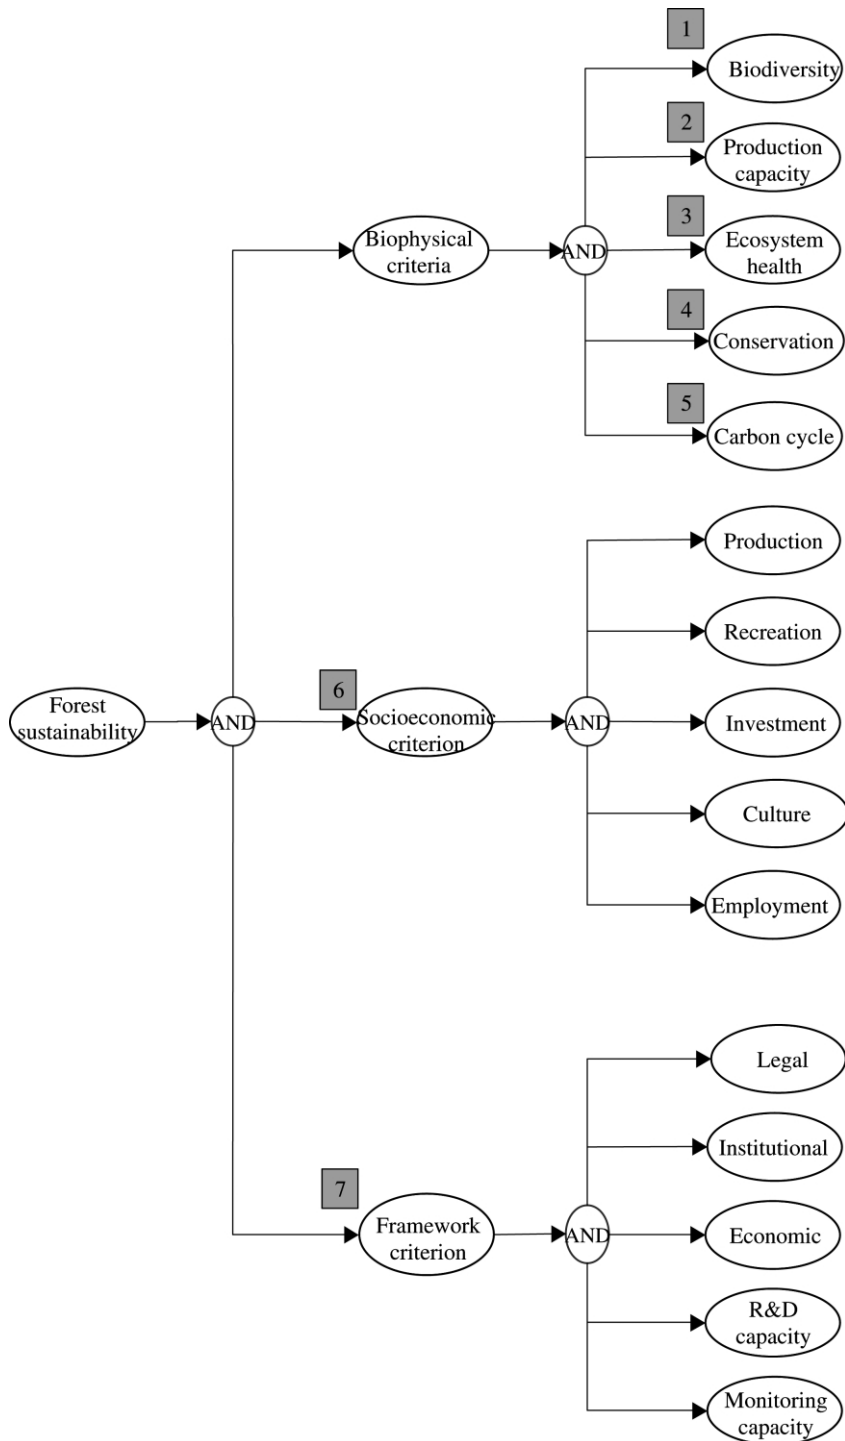 1
Biodiversity
2
Production
capacity
3
Biophysical
criteria
AND
Ecosystem
health
4
Conservation
5
Carbon cycle
Production
Recreation
6
Forest
sustainability
AND
Socioeconomic
criterion
AND
Investment
Culture
Employment
Legal
Institutional
7
Framework
criterion
AND
Economic
R&D
capacity
Monitoring
capacity